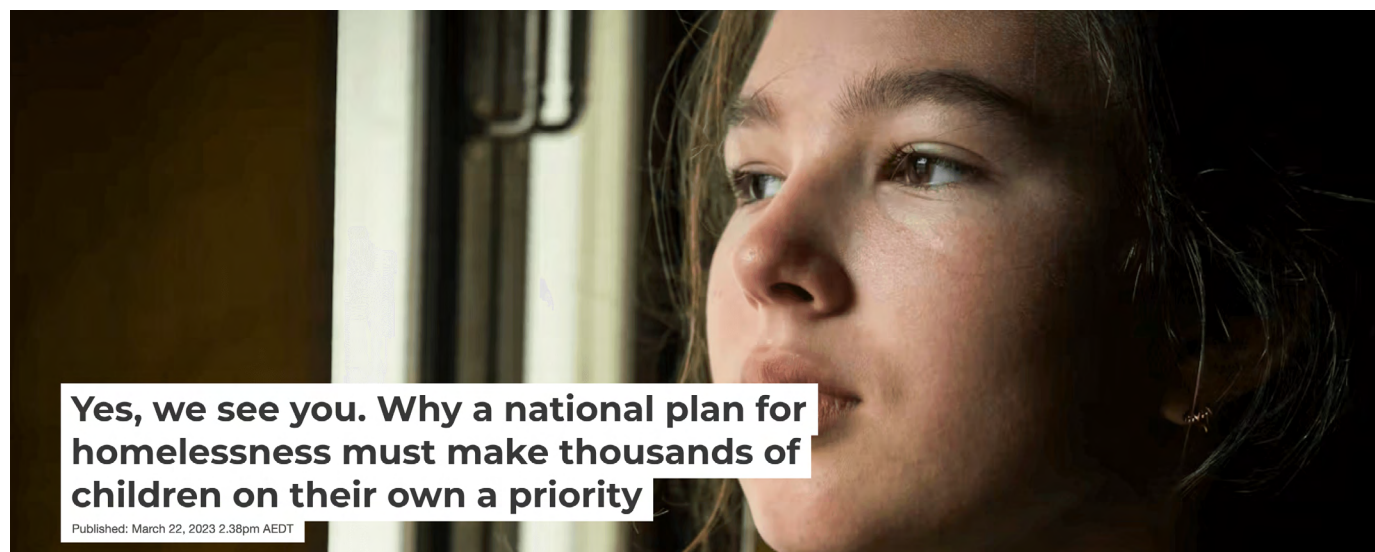 Yes, we see you. Why a national plan for
homelessness must make thousands of
children on their own a priority
Published: March 22, 2023 2.38pm AEDT